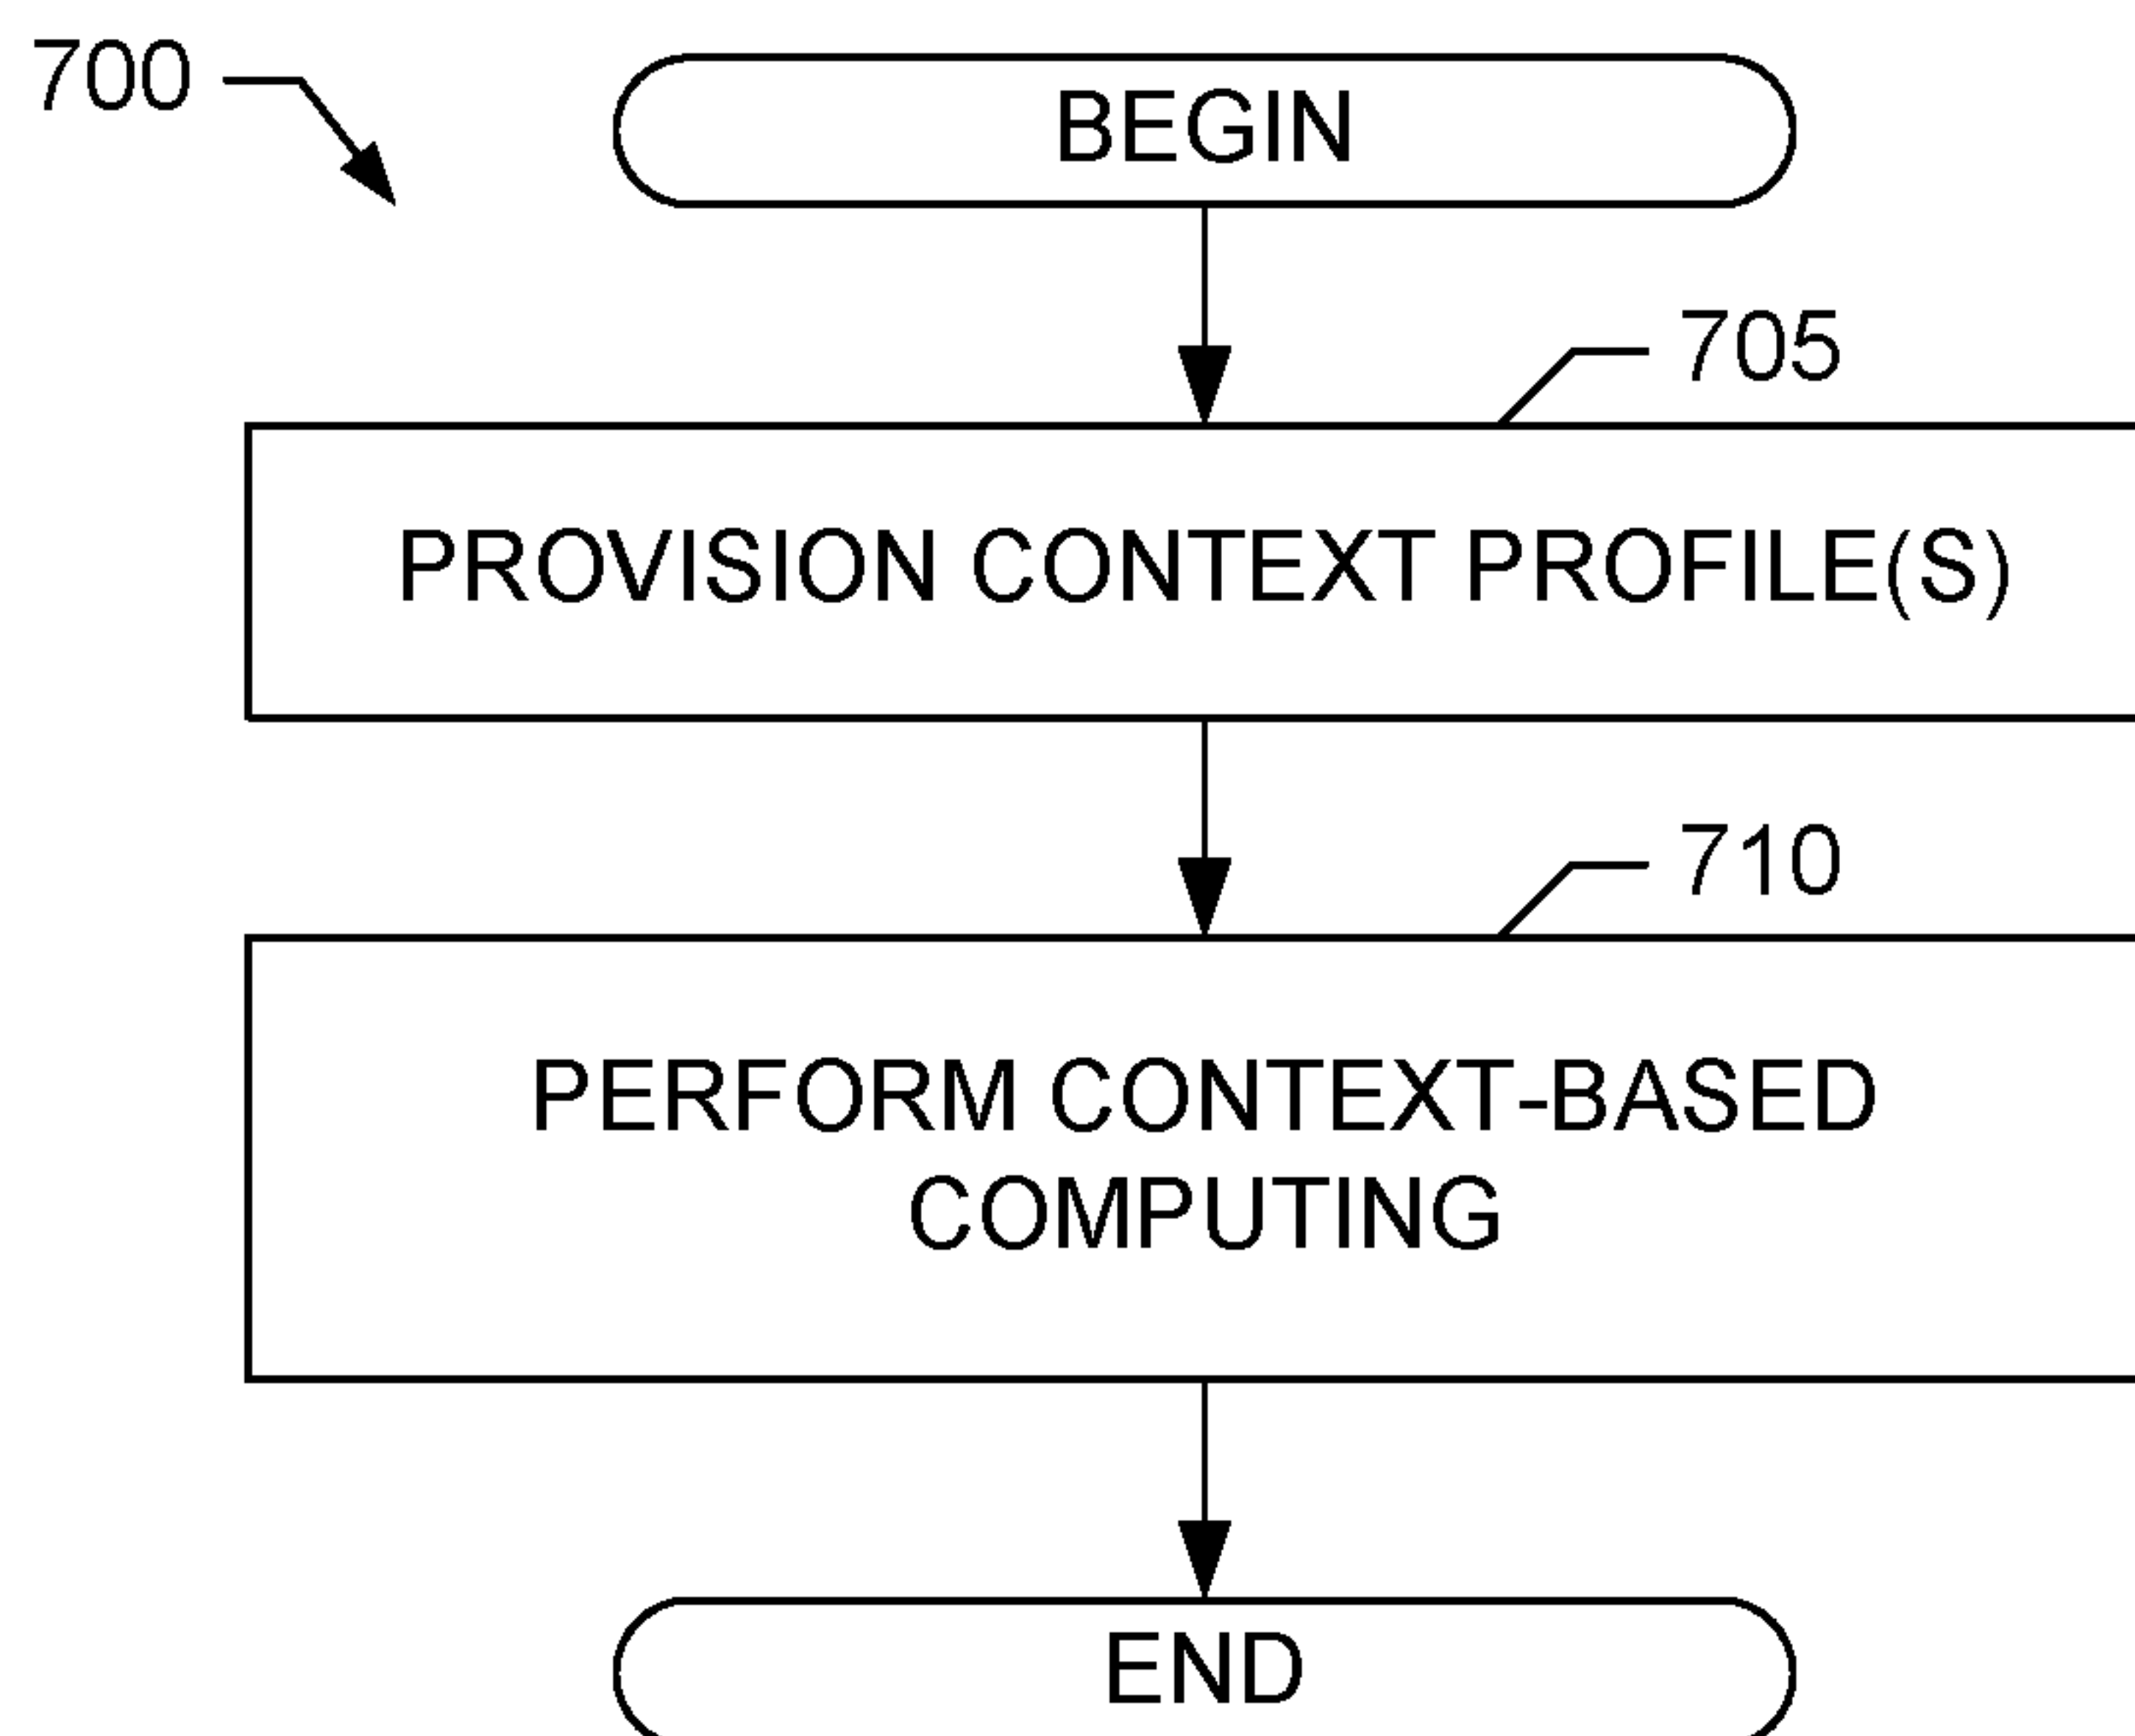 700
BEGIN
705
PROVISION CONTEXT PROFILE(S)
710
PERFORM CONTEXT-BASED
COMPUTING
END